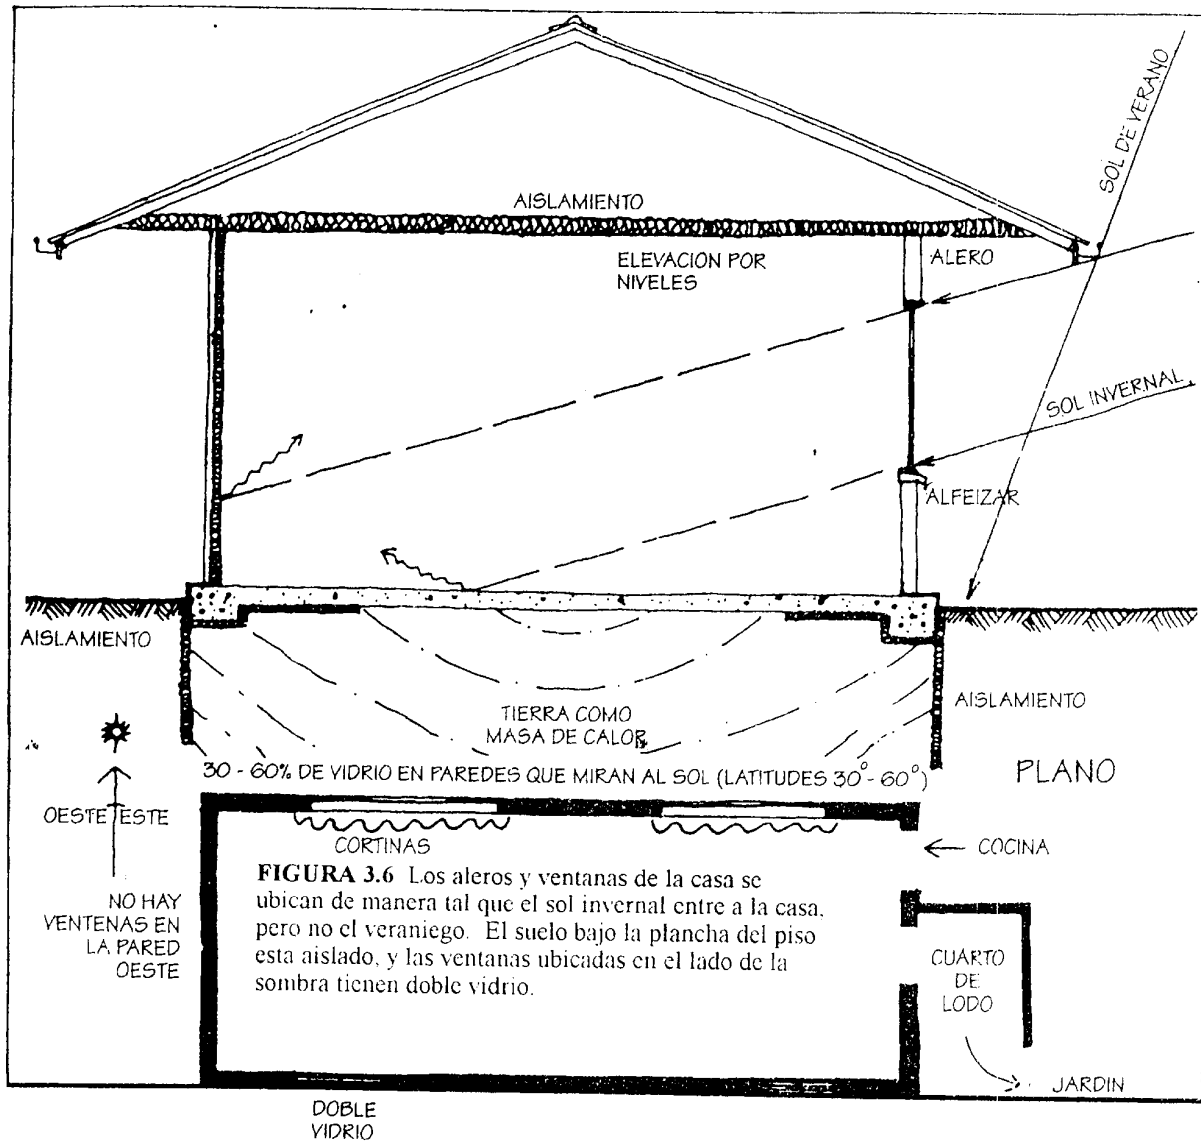 SOL DE VERANO
AISLAMIENTO
ELEVACION POR
NIVELES
ALERO
SOL INVERNAL
ALFEIZAR
AISLAMIENTO
AISLAMIENTO
TIERRA COMO
MASA DE CALOR
30 - 60% DE VIDRIO EN PAREDES QUE MIRAN AL SOL (LATITUDES 30° - 60°)
PLANO
OESTE ESTE
CORTINAS
COCINA
NO HAY
VENTENAS EN
LA PARED
OESTE
FIGURA 3.6 Los aleros y ventanas de la casa se
ubican de manera tal que el sol invernal entre a la casa,
pero no el veraniego. El suelo bajo la plancha del piso
esta aislado, y las ventanas ubicadas en el lado de la
sombra tienen doble vidrio.
CUARTO
DE
LODO
JARDIN
DOBLE
VIDRIO